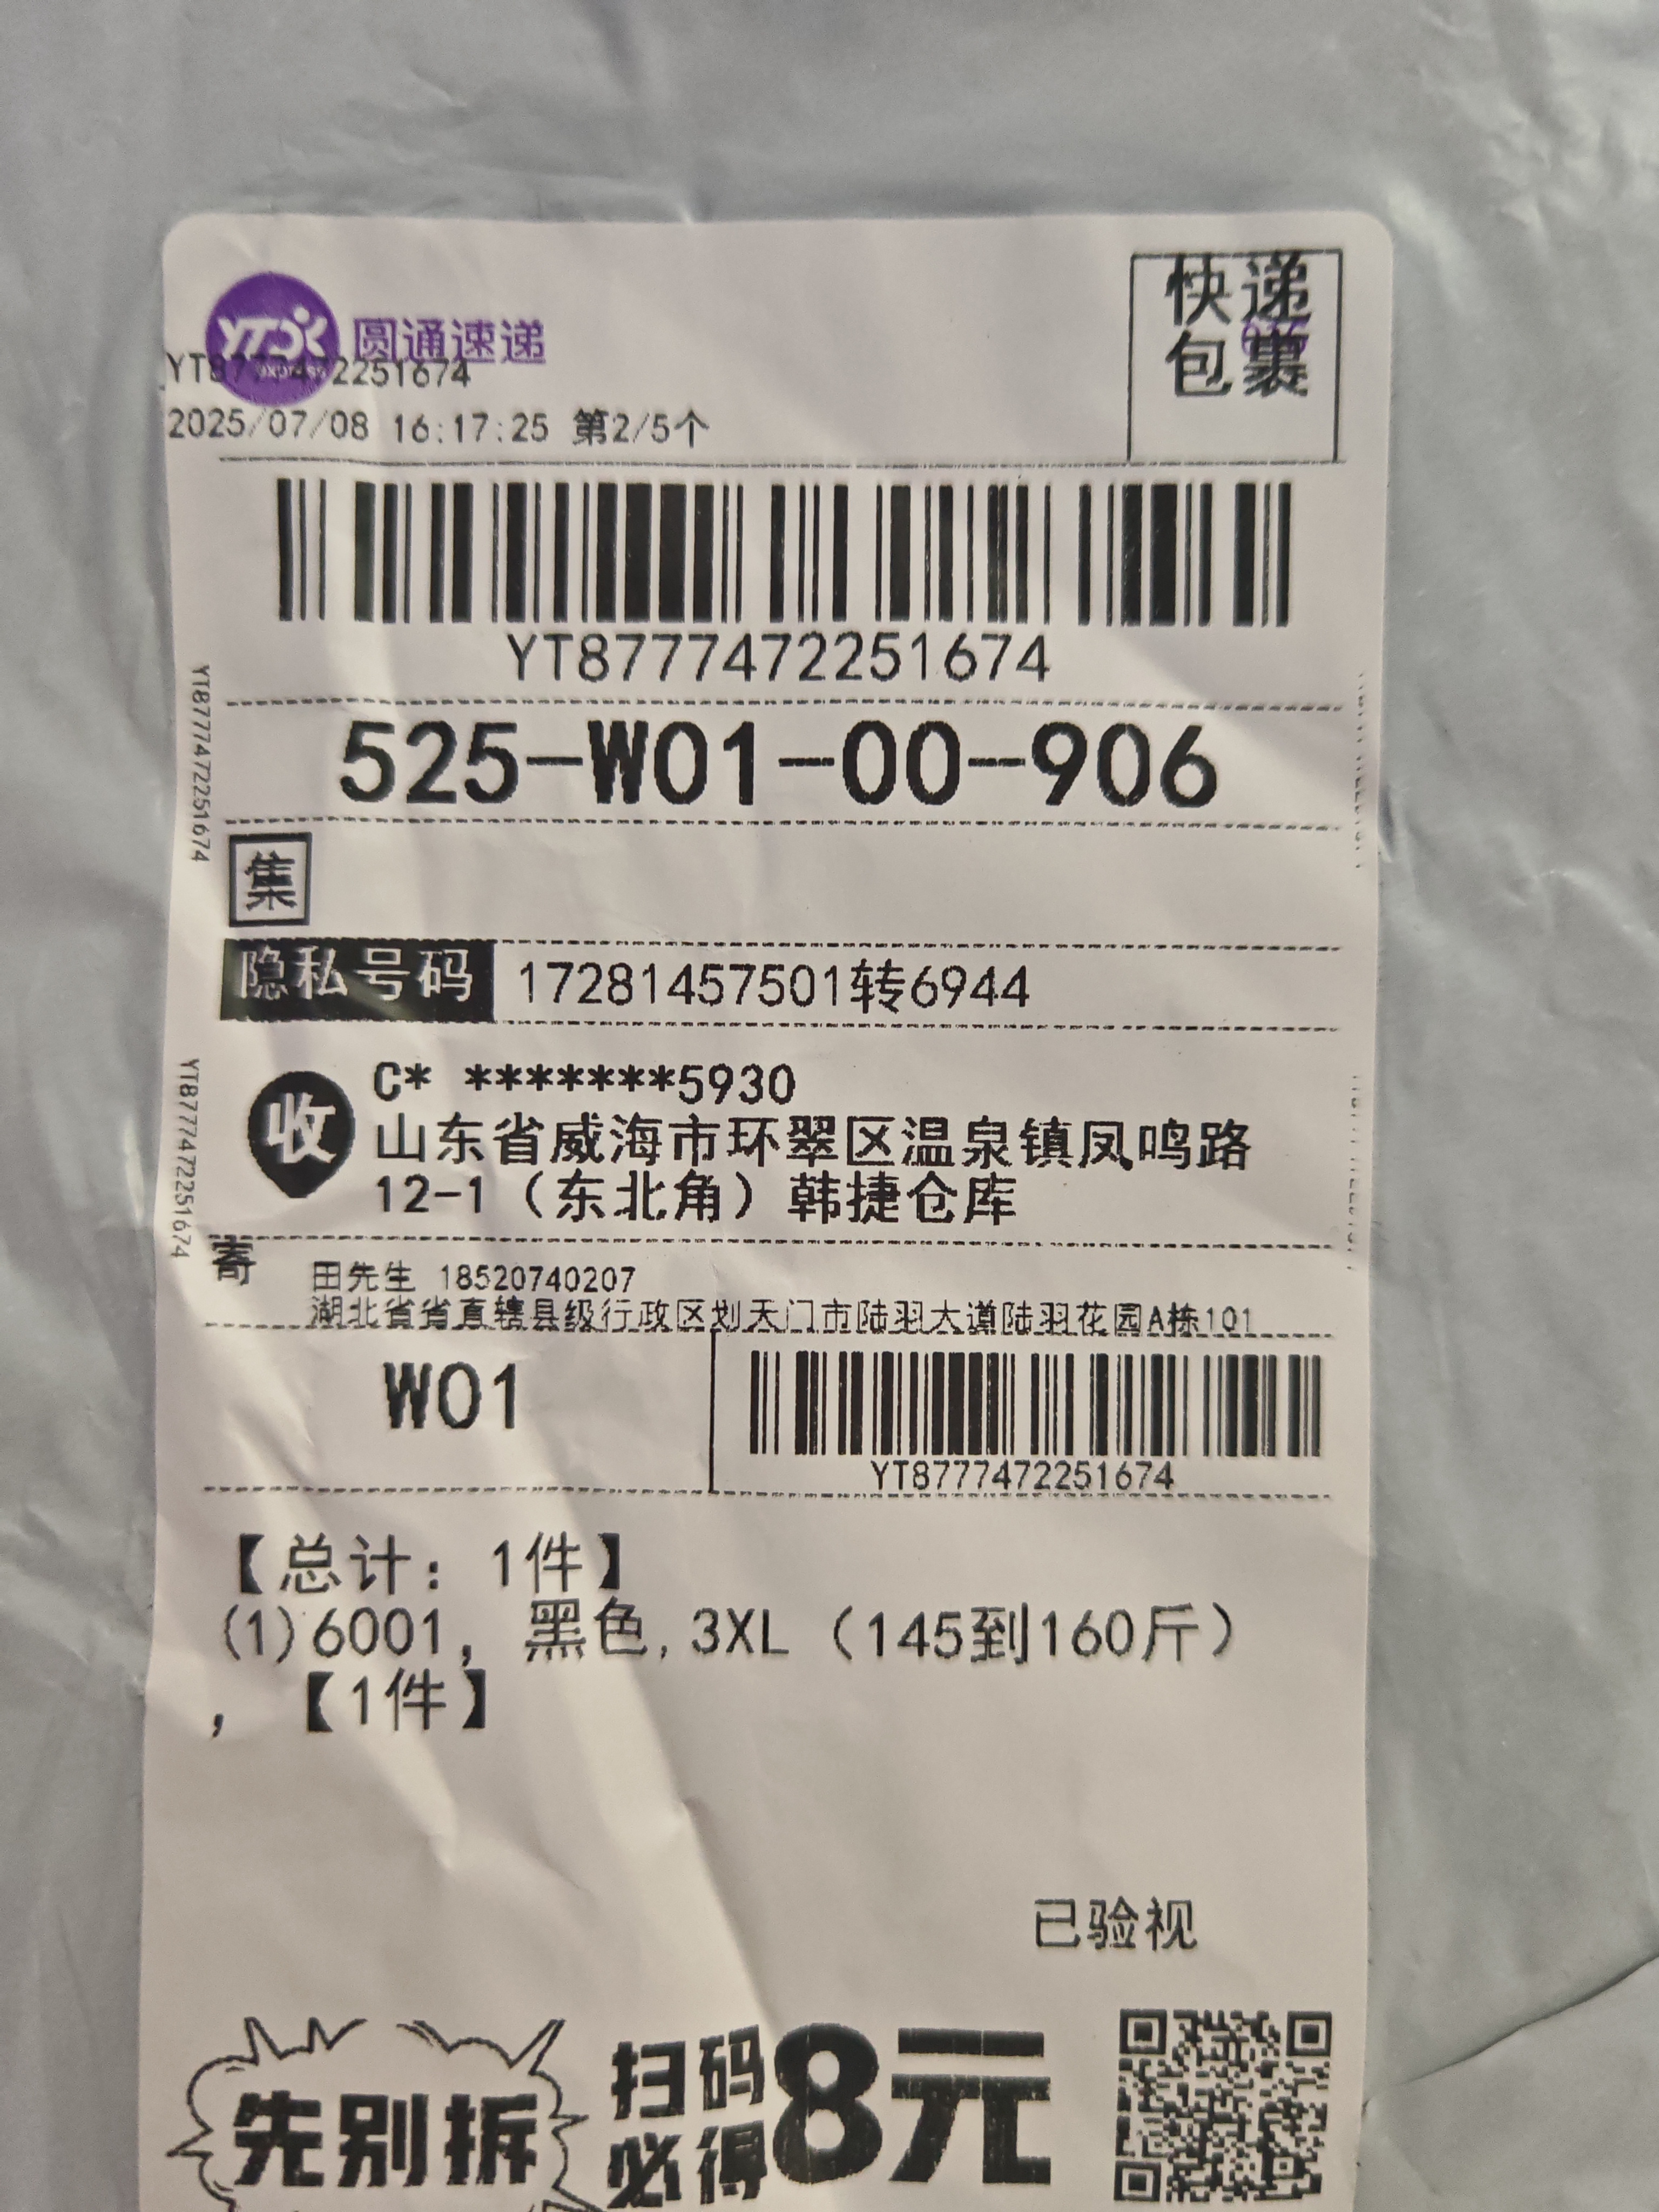 圆通速递
快递
包裹
YT8777472251674
2025/07/08 16:17:25 第2/5个
YT8777472251674
525-W01-00-906
集
隐私号码 17281457501转6944
收
C* *******5930
山东省威海市环翠区温泉镇凤鸣路
12-1（东北角）韩捷仓库
寄
田先生 18520740207
湖北省省直辖县级行政区划天门市陆羽大道陆羽花园A栋101
W01
YT8777472251674
YT8777472251674
YT8777472251674
【总计：1件】
(1)6001，黑色,3XL（145到160斤）
，【1件】
已验视
先别拆
扫码
必得
8元